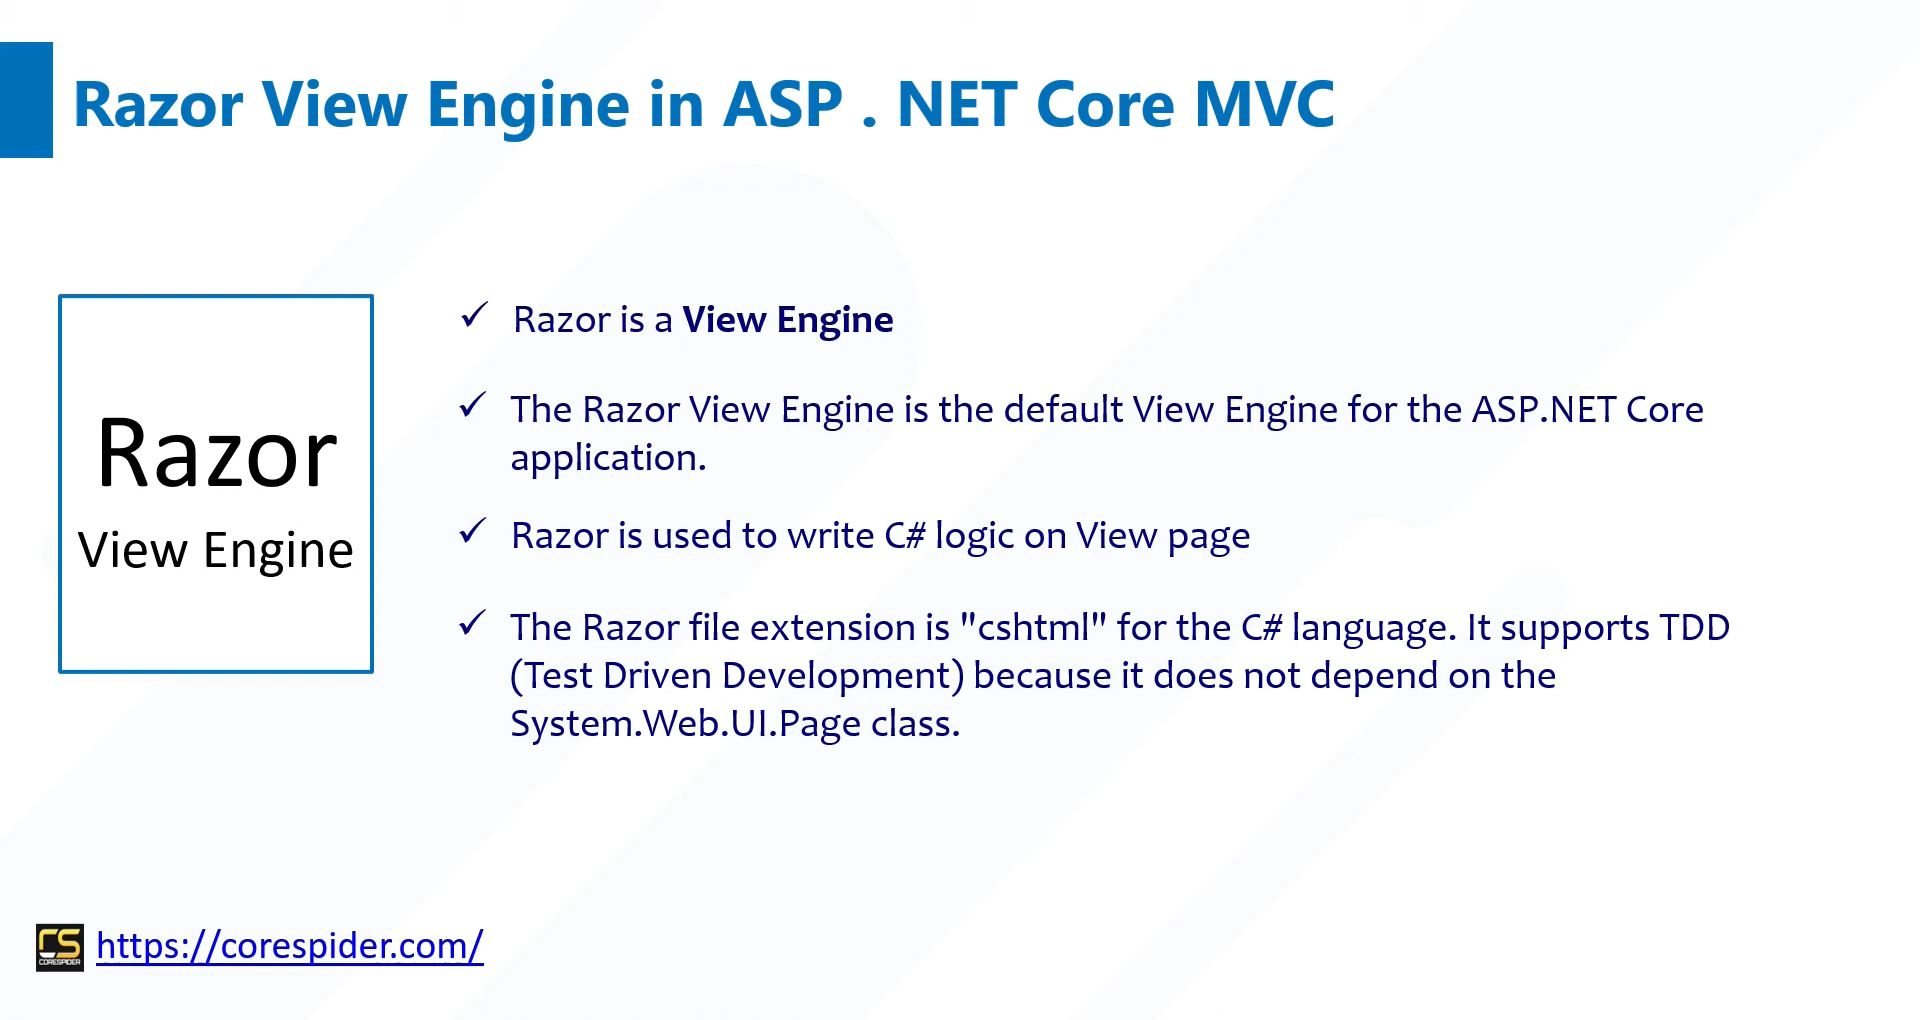 Razor View Engine in ASP . NET Core MVC
Razor
View Engine
✓ Razor is a View Engine
✓ The Razor View Engine is the default View Engine for the ASP.NET Core
application.
✓ Razor is used to write C# logic on View page
✓ The Razor file extension is "cshtml" for the C# language. It supports TDD
(Test Driven Development) because it does not depend on the
System.Web.UI.Page class.
CS
CORESPIDER
https://corespider.com/